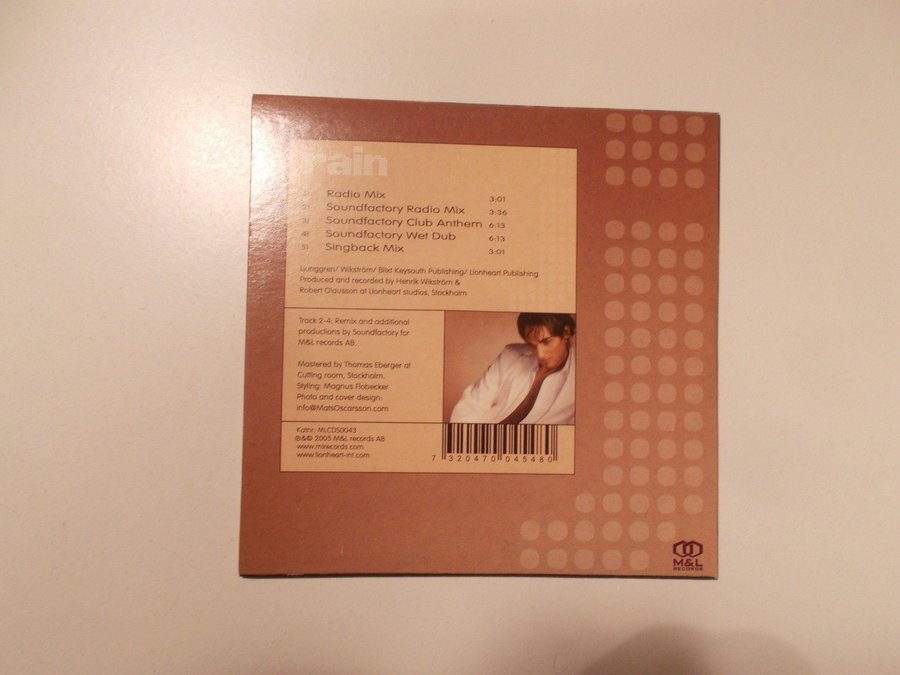 rain
1) Radio Mix 3:01
2) Soundfactory Radio Mix 3:36
3) Soundfactory Club Anthem 6:13
4) Soundfactory Wet Dub 6:13
5) Singback Mix 3:01
Ljunggren/ Wikström/ Blixt Keysouth Publishing/ Lionheart Publishing.
Produced and recorded by Henrik Wikström &
Robert Olausson at Lionheart studios, Stockholm
Track 2-4: Remix and additional
productions by Soundfactory for
M&L records AB.
Mastered by Thomas Eberger at
Cutting room, Stockholm.
Styling: Magnus Flobecker
Photo and cover design:
info@MatsOscarsson.com
Katnr. MLCDS0043
℗&© 2005 M&L records AB
www.mlrecords.com
www.lionheart-int.com
7 320470 045480
M&L
RECORDS